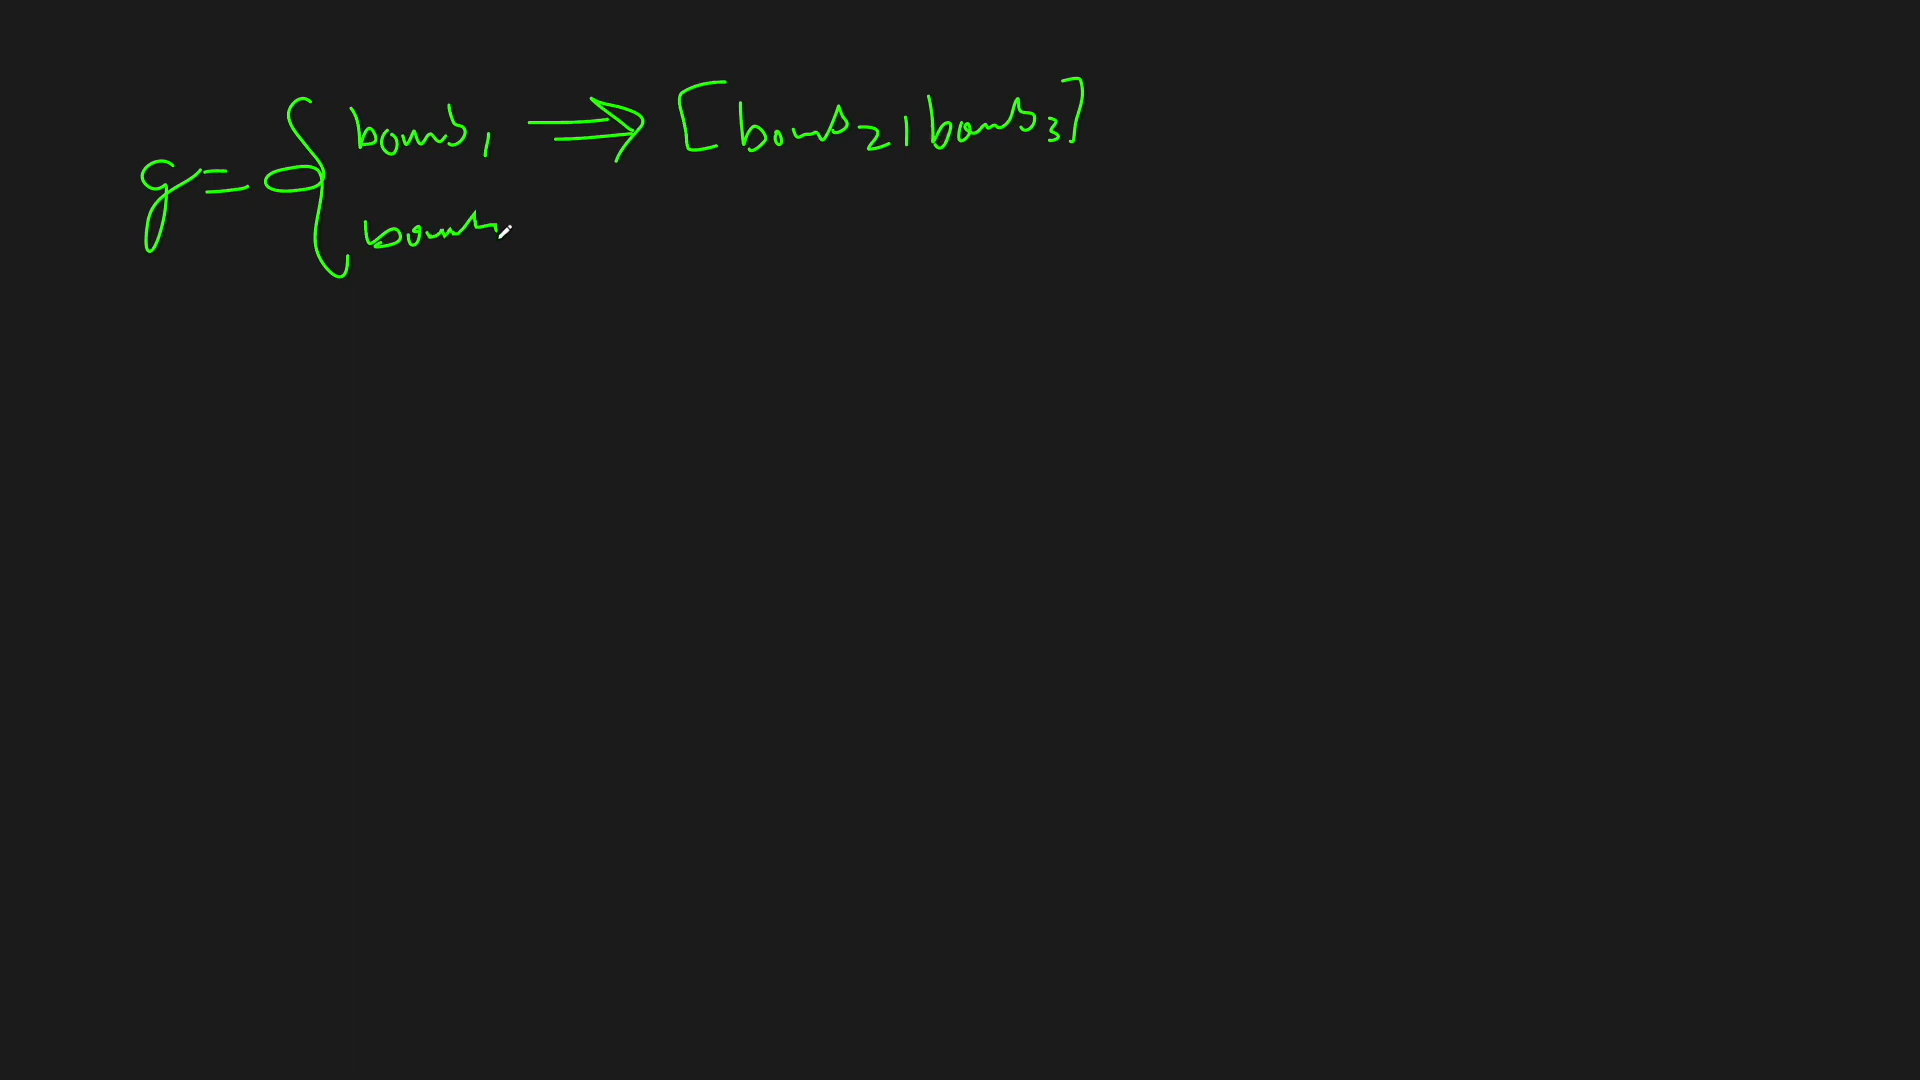 g = { bomb1 ⇒ [bomb2, bomb3]
bomb